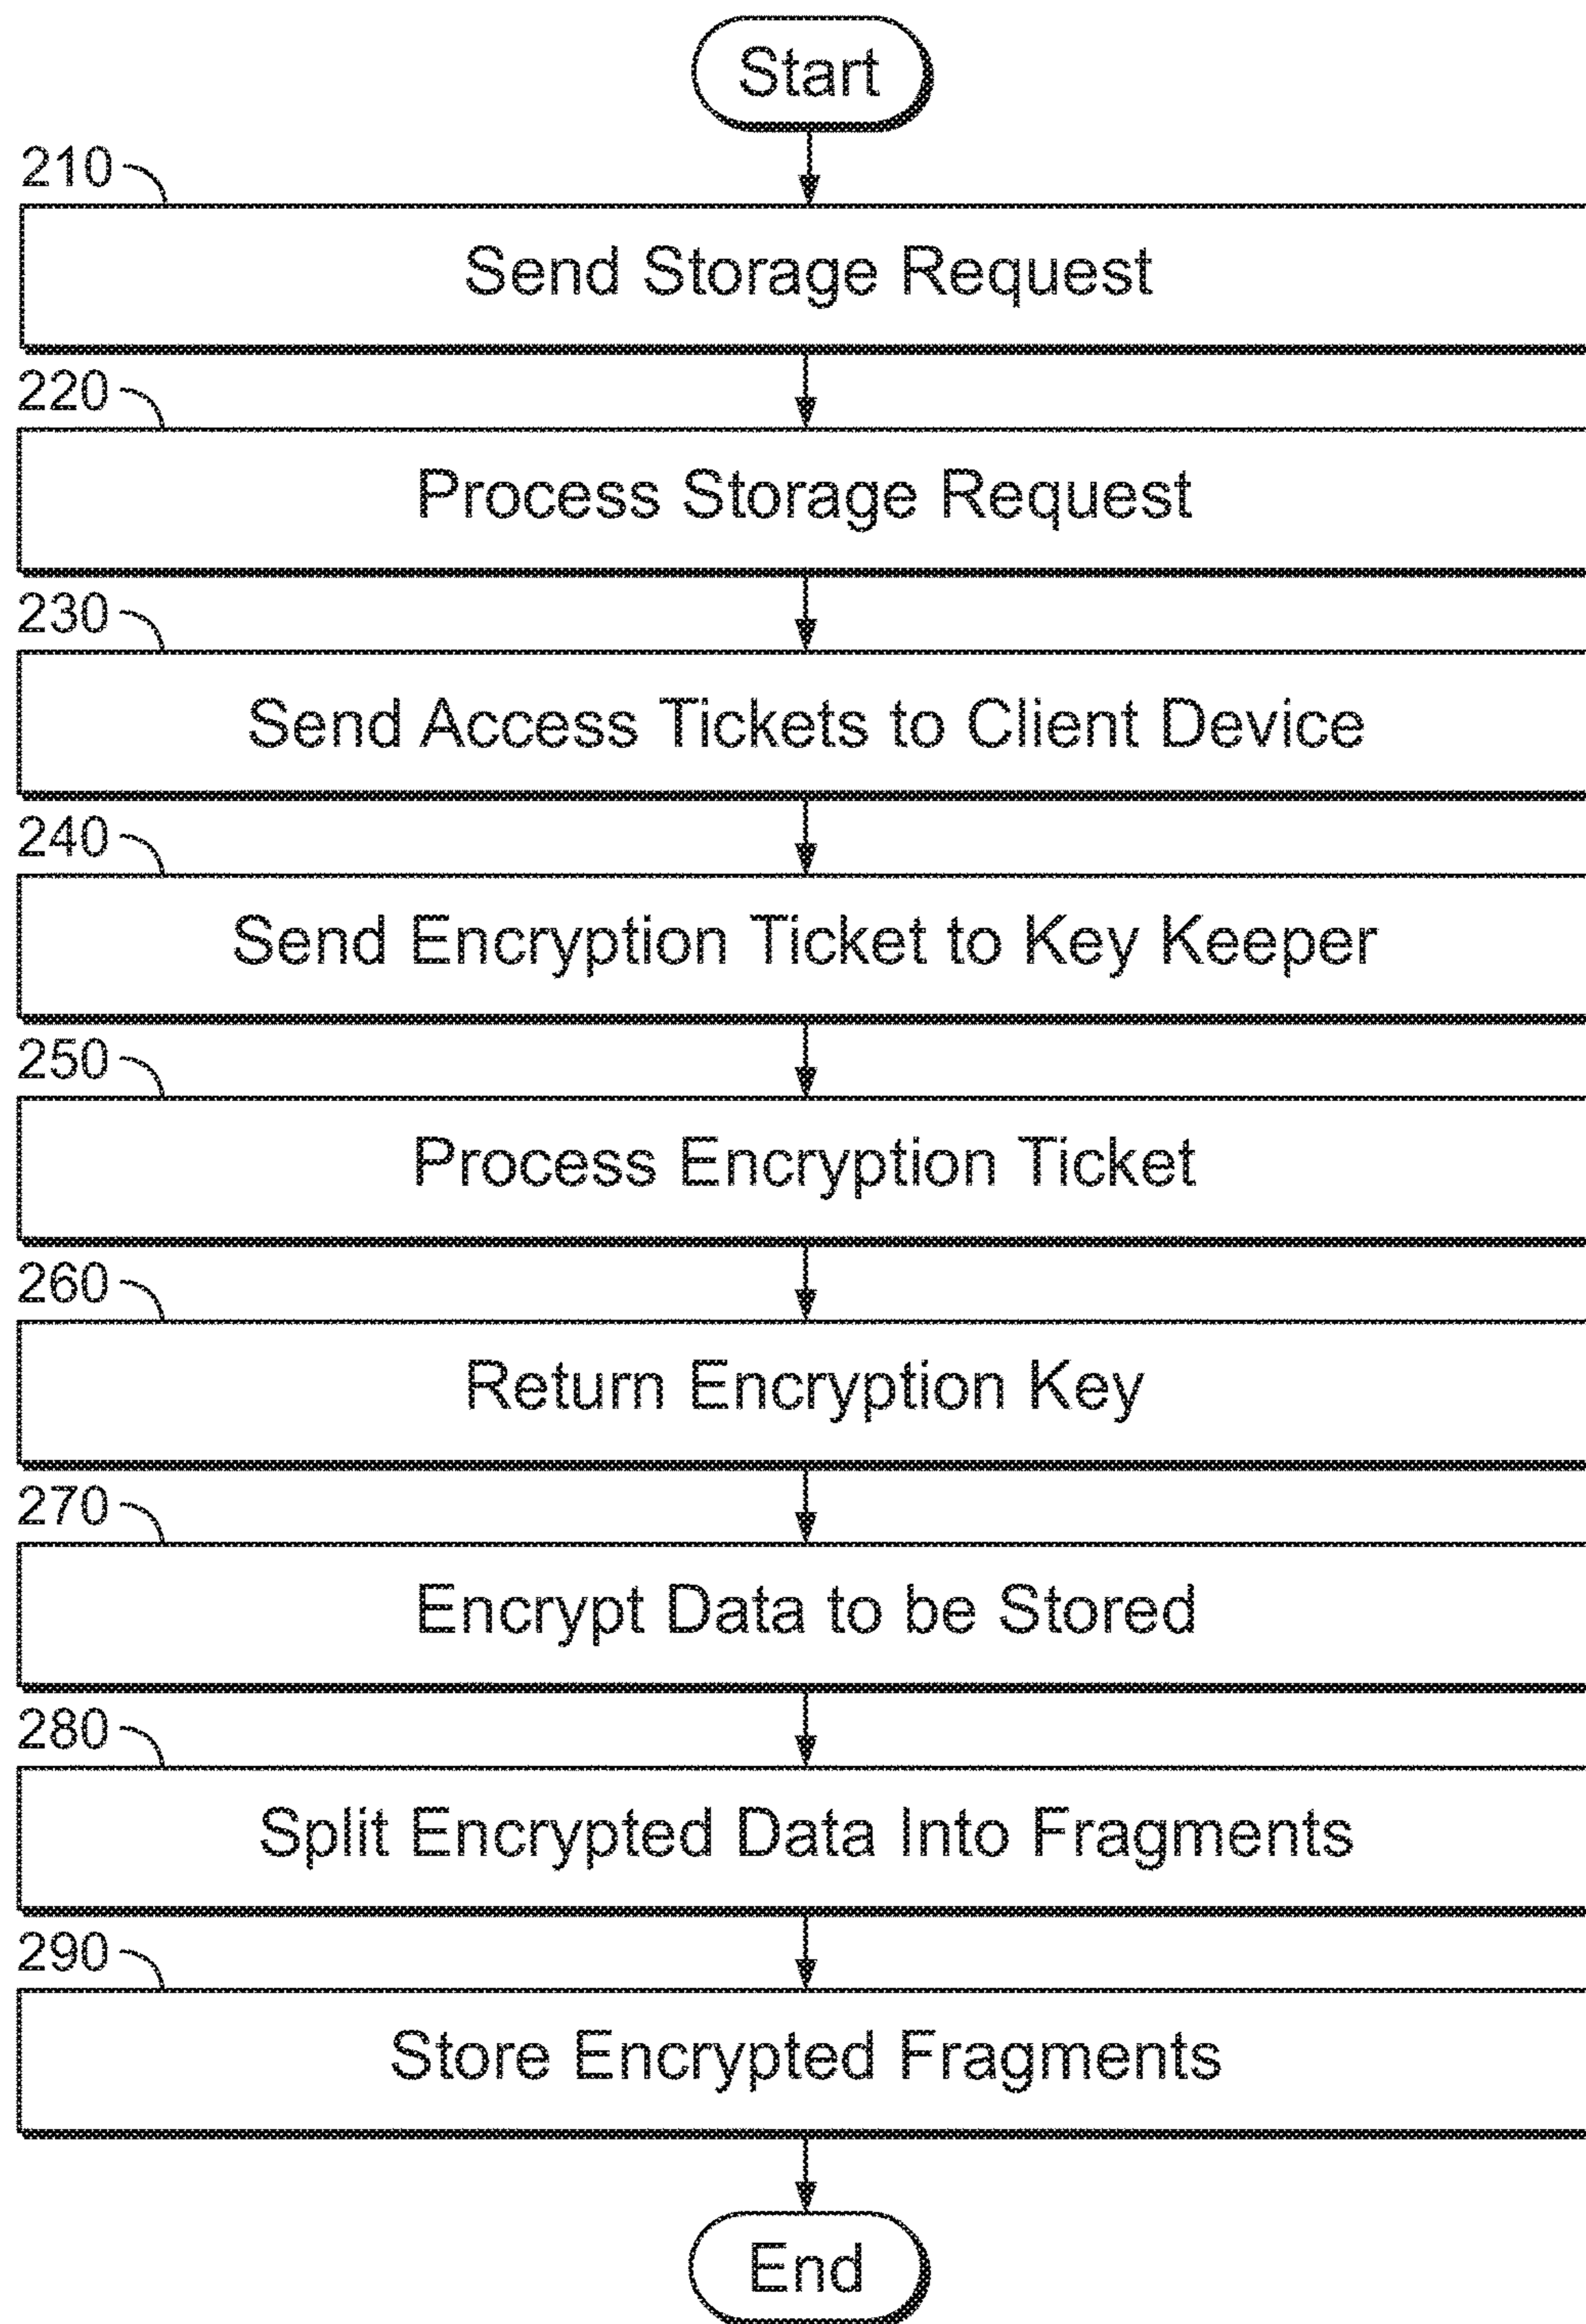 Start
210
Send Storage Request
220
Process Storage Request
230
Send Access Tickets to Client Device
240
Send Encryption Ticket to Key Keeper
250
Process Encryption Ticket
260
Return Encryption Key
270
Encrypt Data to be Stored
280
Split Encrypted Data Into Fragments
290
Store Encrypted Fragments
End